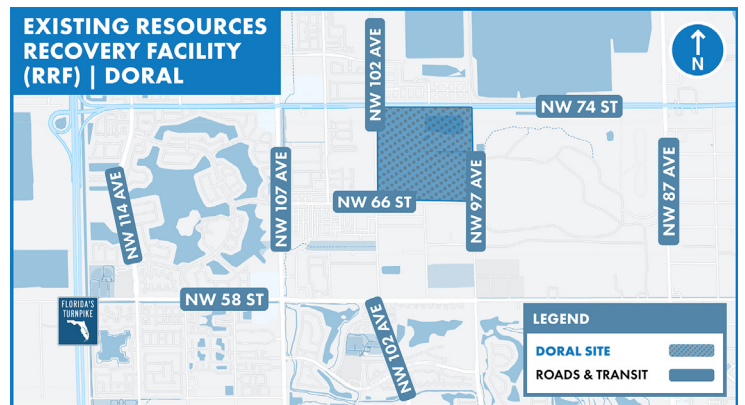 EXISTING RESOURCES
RECOVERY FACILITY
(RRF) | DORAL
NW 102 AVE
N
NW 74 ST
NW 114 AVE
NW 107 AVE
NW 66 ST
NW 97 AVE
NW 87 AVE
NW 58 ST
FLORIDA'S
TURNPIKE
NW 102 AVE
LEGEND
DORAL SITE
ROADS & TRANSIT